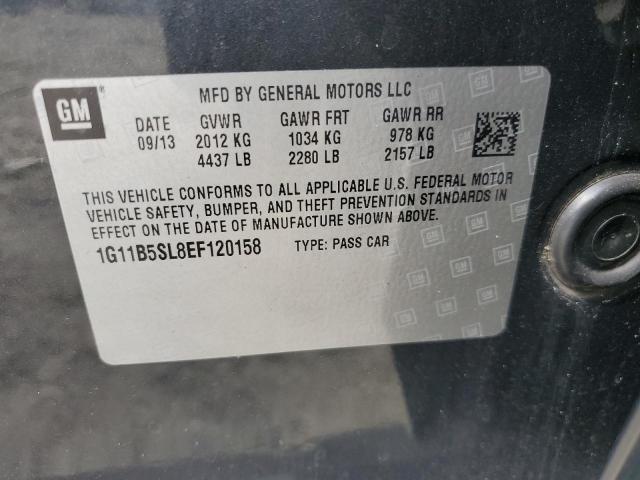 GM
MFD BY GENERAL MOTORS LLC
DATE GVWR GAWR FRT GAWR RR
09/13 2012 KG 1034 KG 978 KG
4437 LB 2280 LB 2157 LB
THIS VEHICLE CONFORMS TO ALL APPLICABLE U.S. FEDERAL MOTOR
VEHICLE SAFETY, BUMPER, AND THEFT PREVENTION STANDARDS IN
EFFECT ON THE DATE OF MANUFACTURE SHOWN ABOVE.
1G11B5SL8EF120158 TYPE: PASS CAR